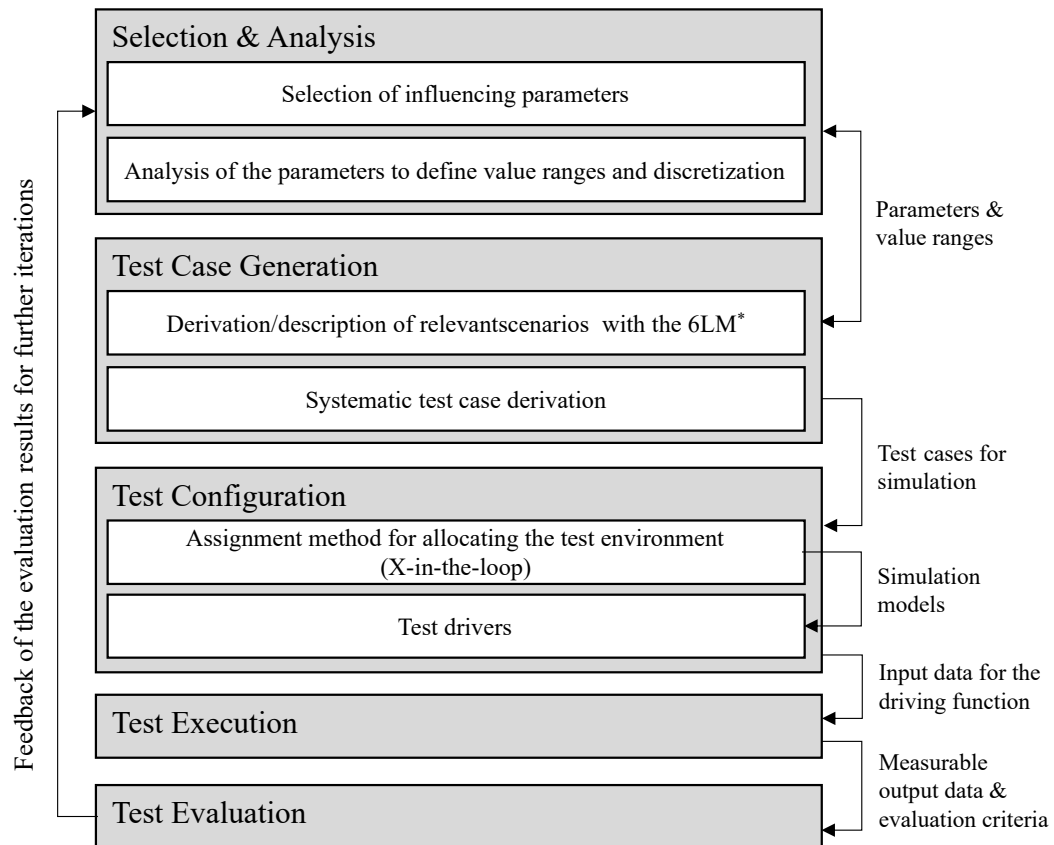 Selection & Analysis
Selection of influencing parameters
Analysis of the parameters to define value ranges and discretization
Parameters &
value ranges
Test Case Generation
Derivation/description of relevantscenarios with the 6LM*
Systematic test case derivation
Test cases for
simulation
Test Configuration
Assignment method for allocating the test environment
(X-in-the-loop)
Test drivers
Simulation
models
Input data for the
driving function
Test Execution
Measurable
output data &
evaluation criteria
Test Evaluation
Feedback of the evaluation results for further iterations